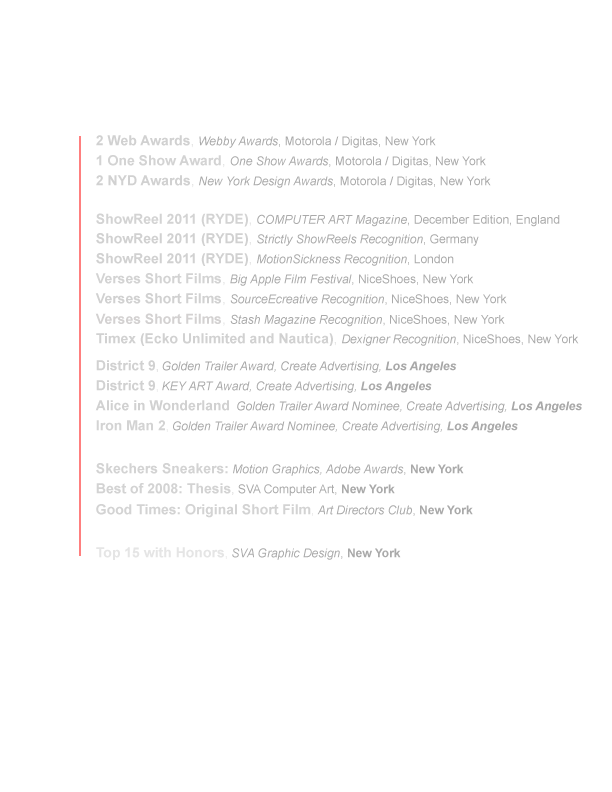 2 Web Awards, Webby Awards, Motorola / Digitas, New York
1 One Show Award, One Show Awards, Motorola / Digitas, New York
2 NYD Awards, New York Design Awards, Motorola / Digitas, New York
ShowReel 2011 (RYDE), COMPUTER ART Magazine, December Edition, England
ShowReel 2011 (RYDE), Strictly ShowReels Recognition, Germany
ShowReel 2011 (RYDE), MotionSickness Recognition, London
Verses Short Films, Big Apple Film Festival, NiceShoes, New York
Verses Short Films, SourceEcreative Recognition, NiceShoes, New York
Verses Short Films, Stash Magazine Recognition, NiceShoes, New York
Timex (Ecko Unlimited and Nautica), Dexigner Recognition, NiceShoes, New York
District 9, Golden Trailer Award, Create Advertising, Los Angeles
District 9, KEY ART Award, Create Advertising, Los Angeles
Alice in Wonderland, Golden Trailer Award Nominee, Create Advertising, Los Angeles
Iron Man 2, Golden Trailer Award Nominee, Create Advertising, Los Angeles
Skechers Sneakers: Motion Graphics, Adobe Awards, New York
Best of 2008: Thesis, SVA Computer Art, New York
Good Times: Original Short Film, Art Directors Club, New York
Top 15 with Honors, SVA Graphic Design, New York